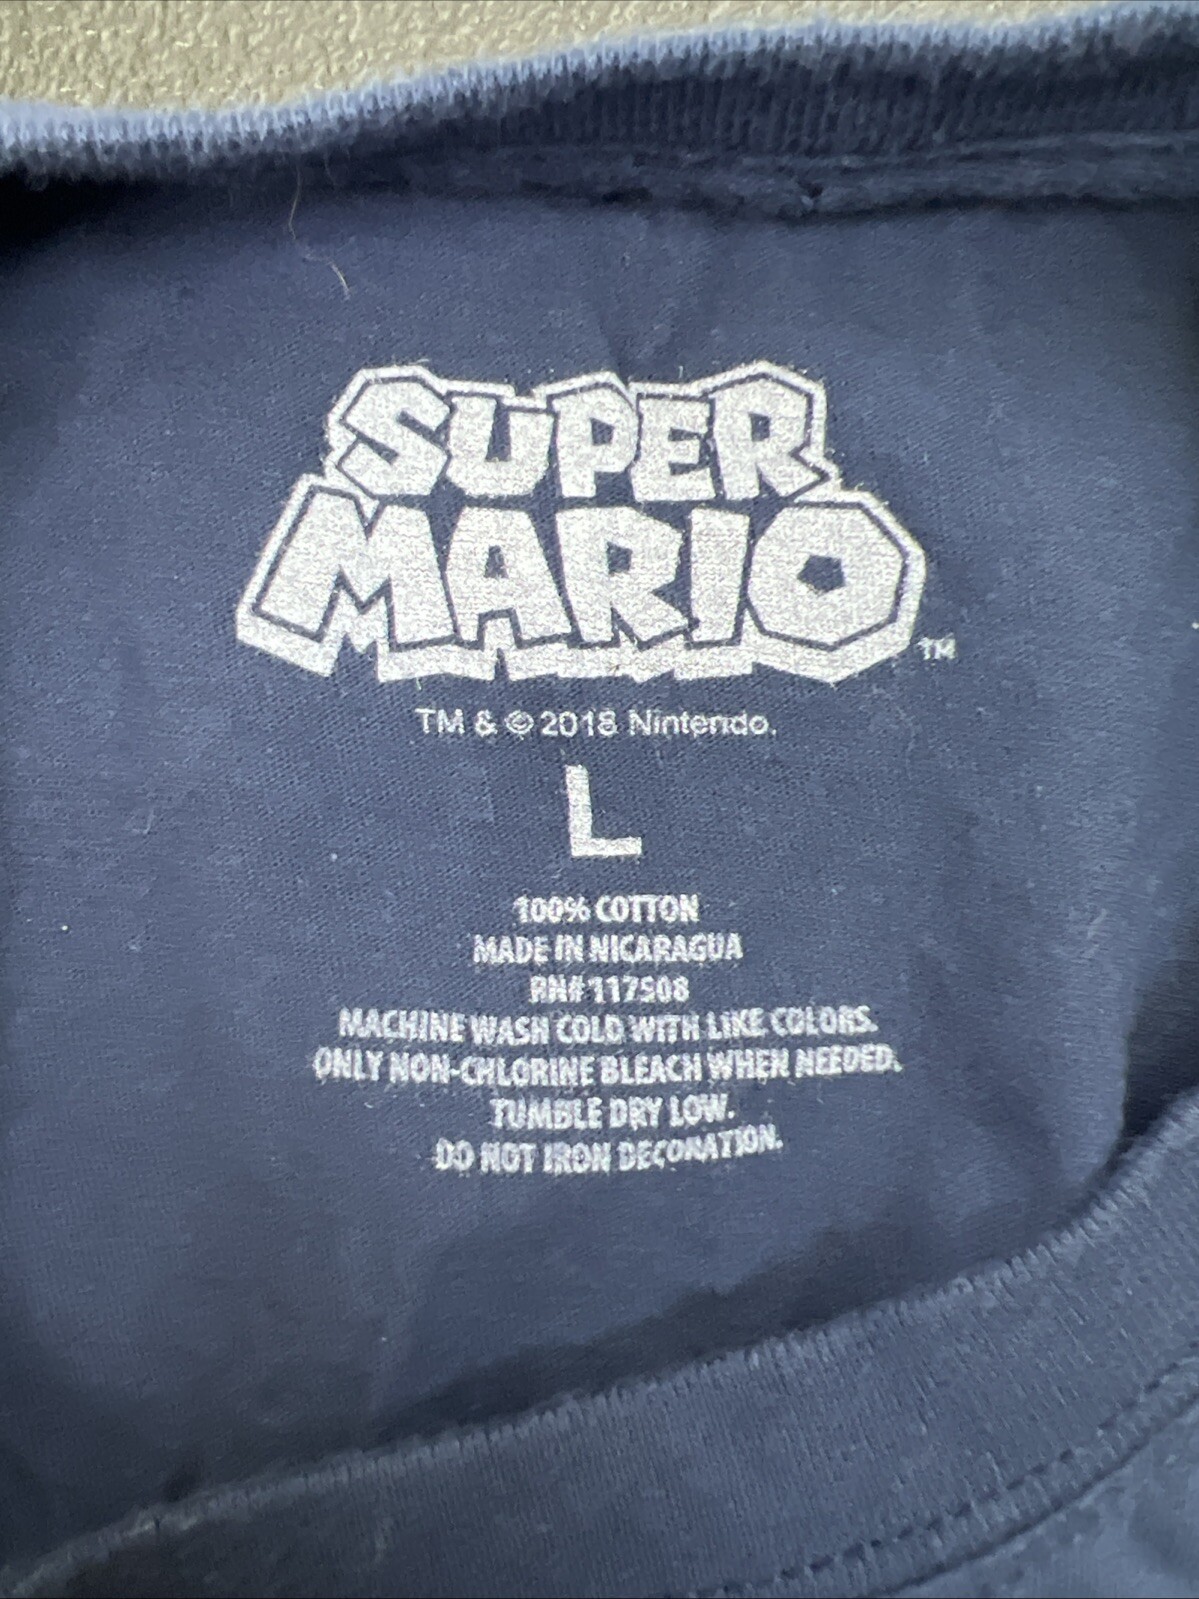 SUPER
MARIO
TM
TM & © 2018 Nintendo.
L
100% COTTON
MADE IN NICARAGUA
RN# 117508
MACHINE WASH COLD WITH LIKE COLORS.
ONLY NON-CHLORINE BLEACH WHEN NEEDED.
TUMBLE DRY LOW.
DO NOT IRON DECORATION.